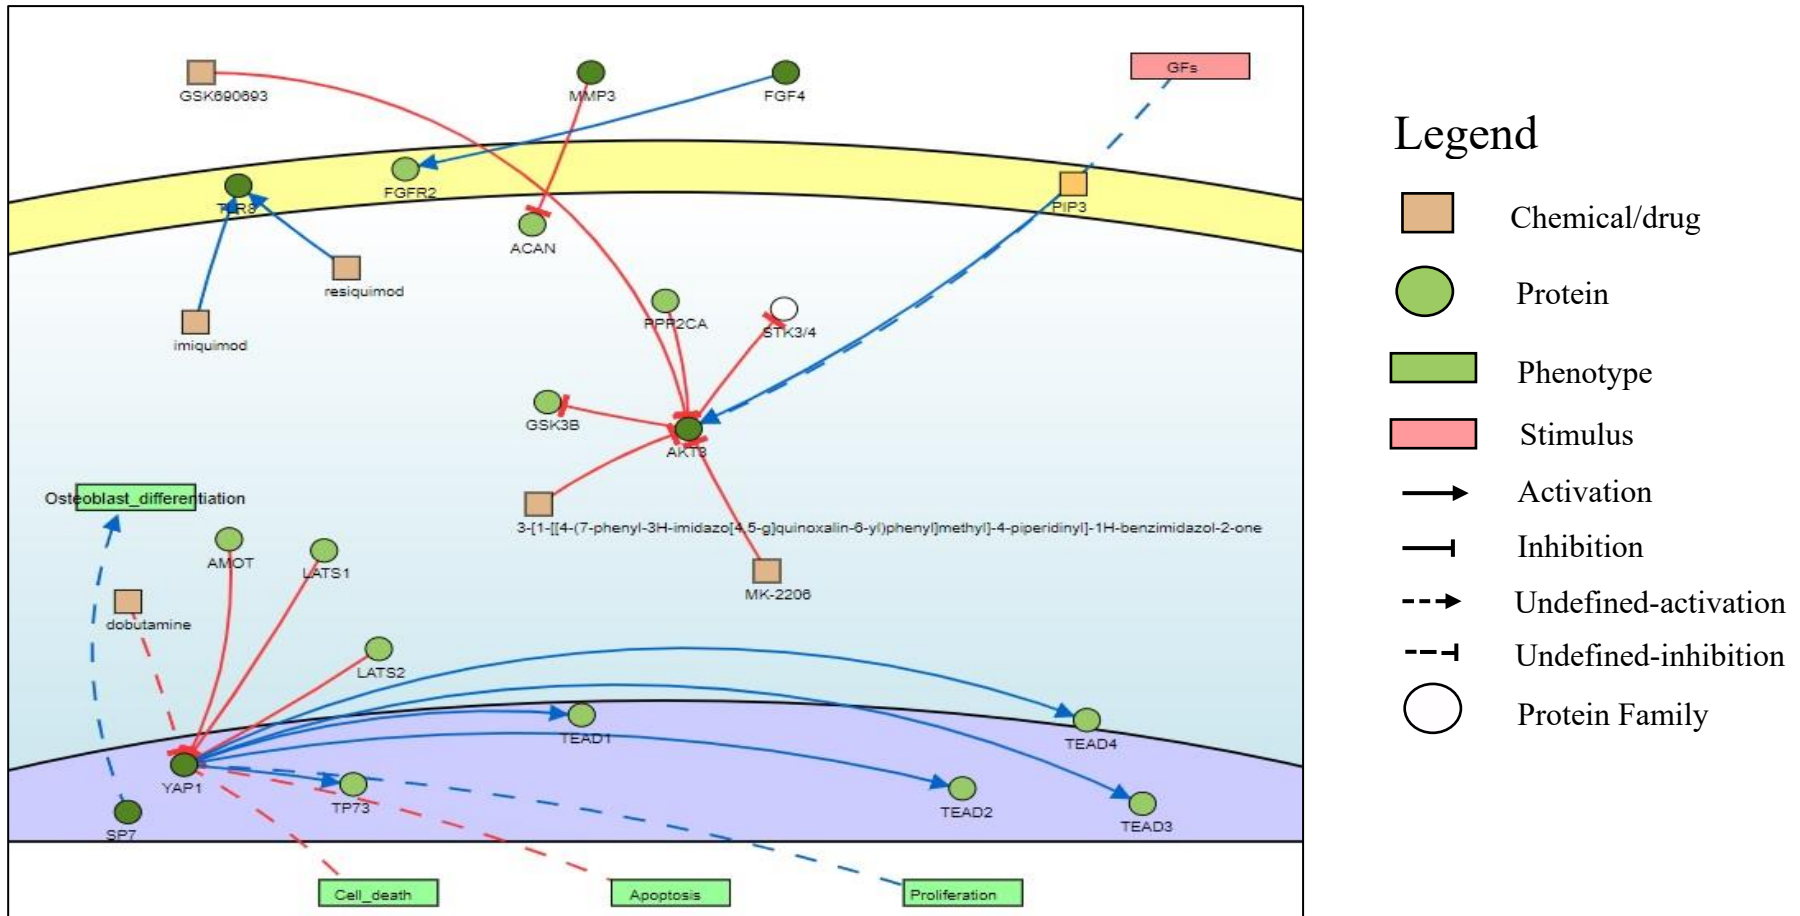 GSK690693
MMP3
FGF4
GFs
FGFR2
TLR8
PIP3
ACAN
resiquimod
imiquimod
PPP2CA
STK3/4
GSK3B
AKT3
Osteoblast_differentiation
3-[1-[[4-(7-phenyl-3H-imidazo[4,5-g]quinoxalin-6-yl)phenyl]methyl]-4-piperidinyl]-1H-benzimidazol-2-one
AMOT
LATS1
MK-2206
dobutamine
LATS2
TEAD1
TEAD4
YAP1
TP73
TEAD2
TEAD3
SP7
Cell_death
Apoptosis
Proliferation
Legend
Chemical/drug
Protein
Phenotype
Stimulus
Activation
Inhibition
Undefined-activation
Undefined-inhibition
Protein Family